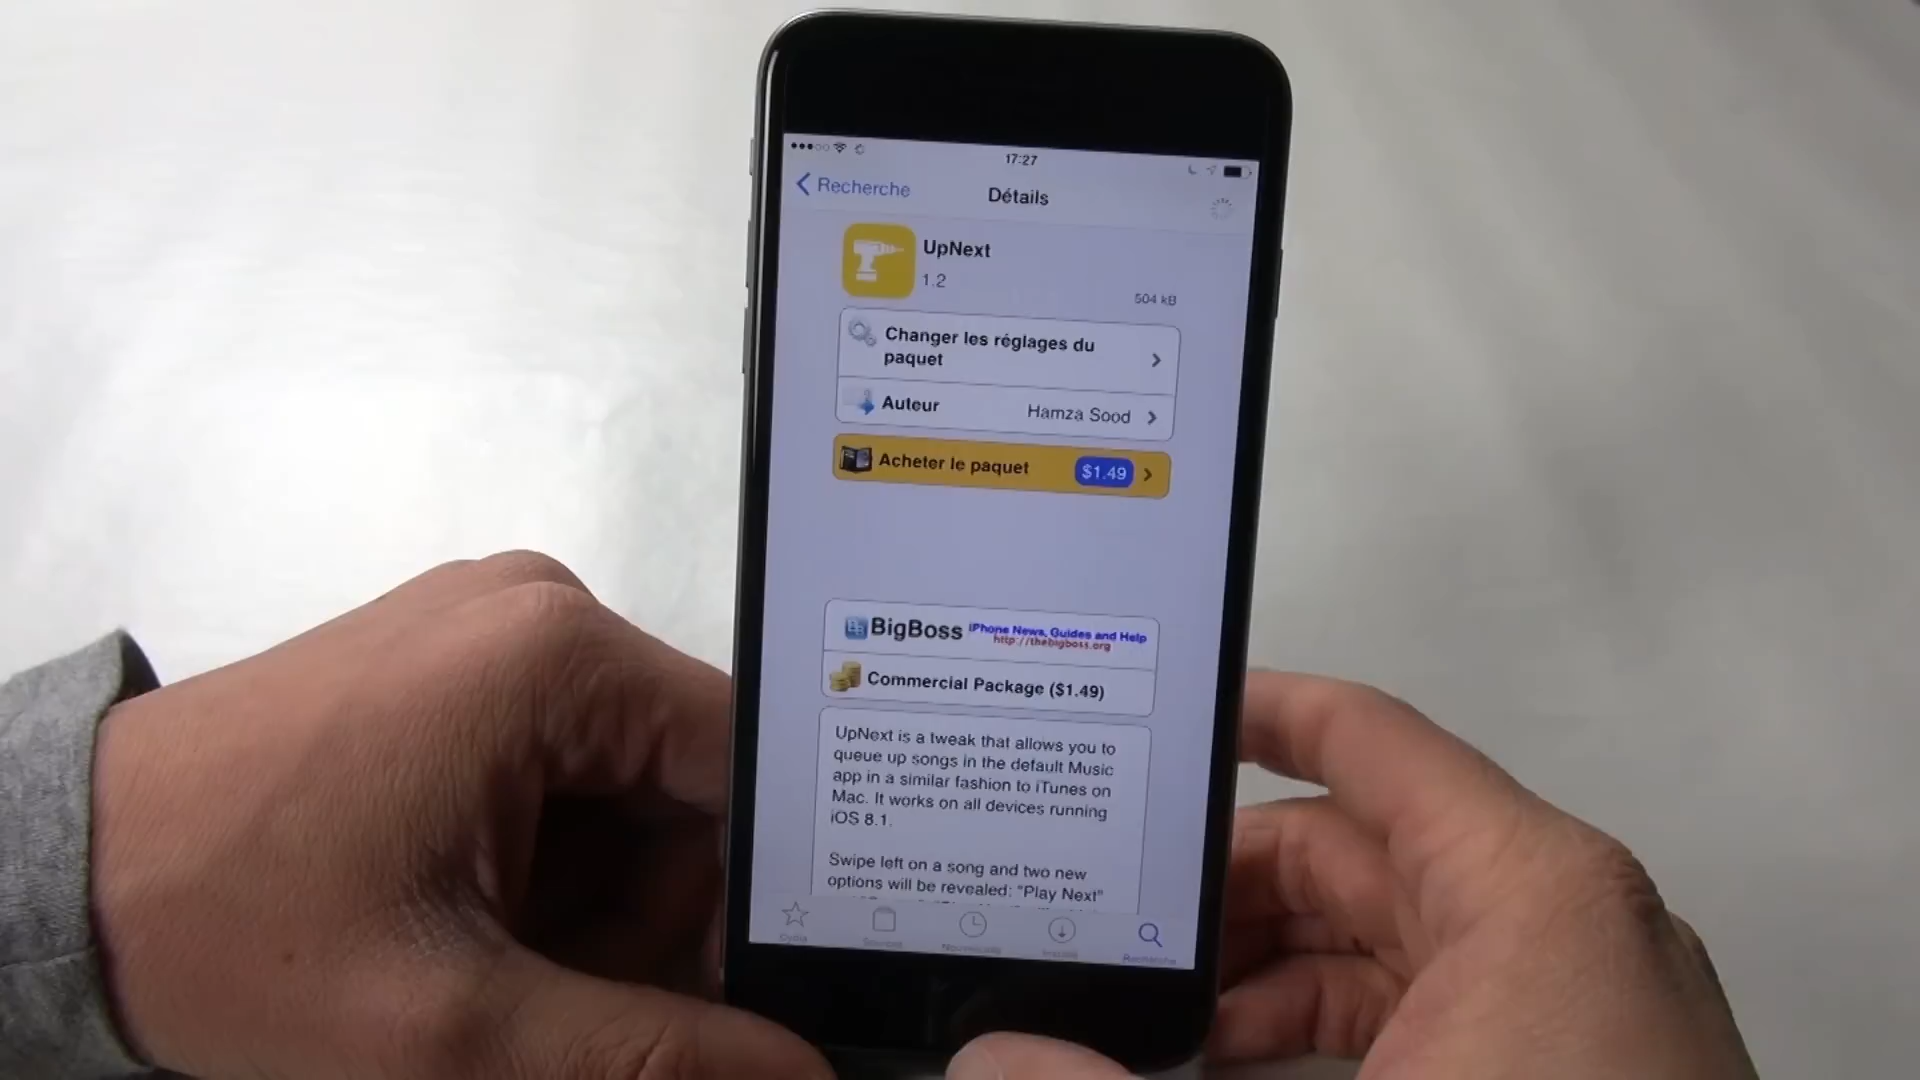 17:27
Recherche
Détails
UpNext
1.2
504 kB
Changer les réglages du
paquet
Auteur Hamza Sood
Acheter le paquet $1.49
BigBoss iPhone News, Guides and Help
http://thebigboss.org
Commercial Package ($1.49)
UpNext is a tweak that allows you to
queue up songs in the default Music
app in a similar fashion to iTunes on
Mac. It works on all devices running
iOS 8.1.
Swipe left on a song and two new
options will be revealed: "Play Next"
Cydia Sources Recherche